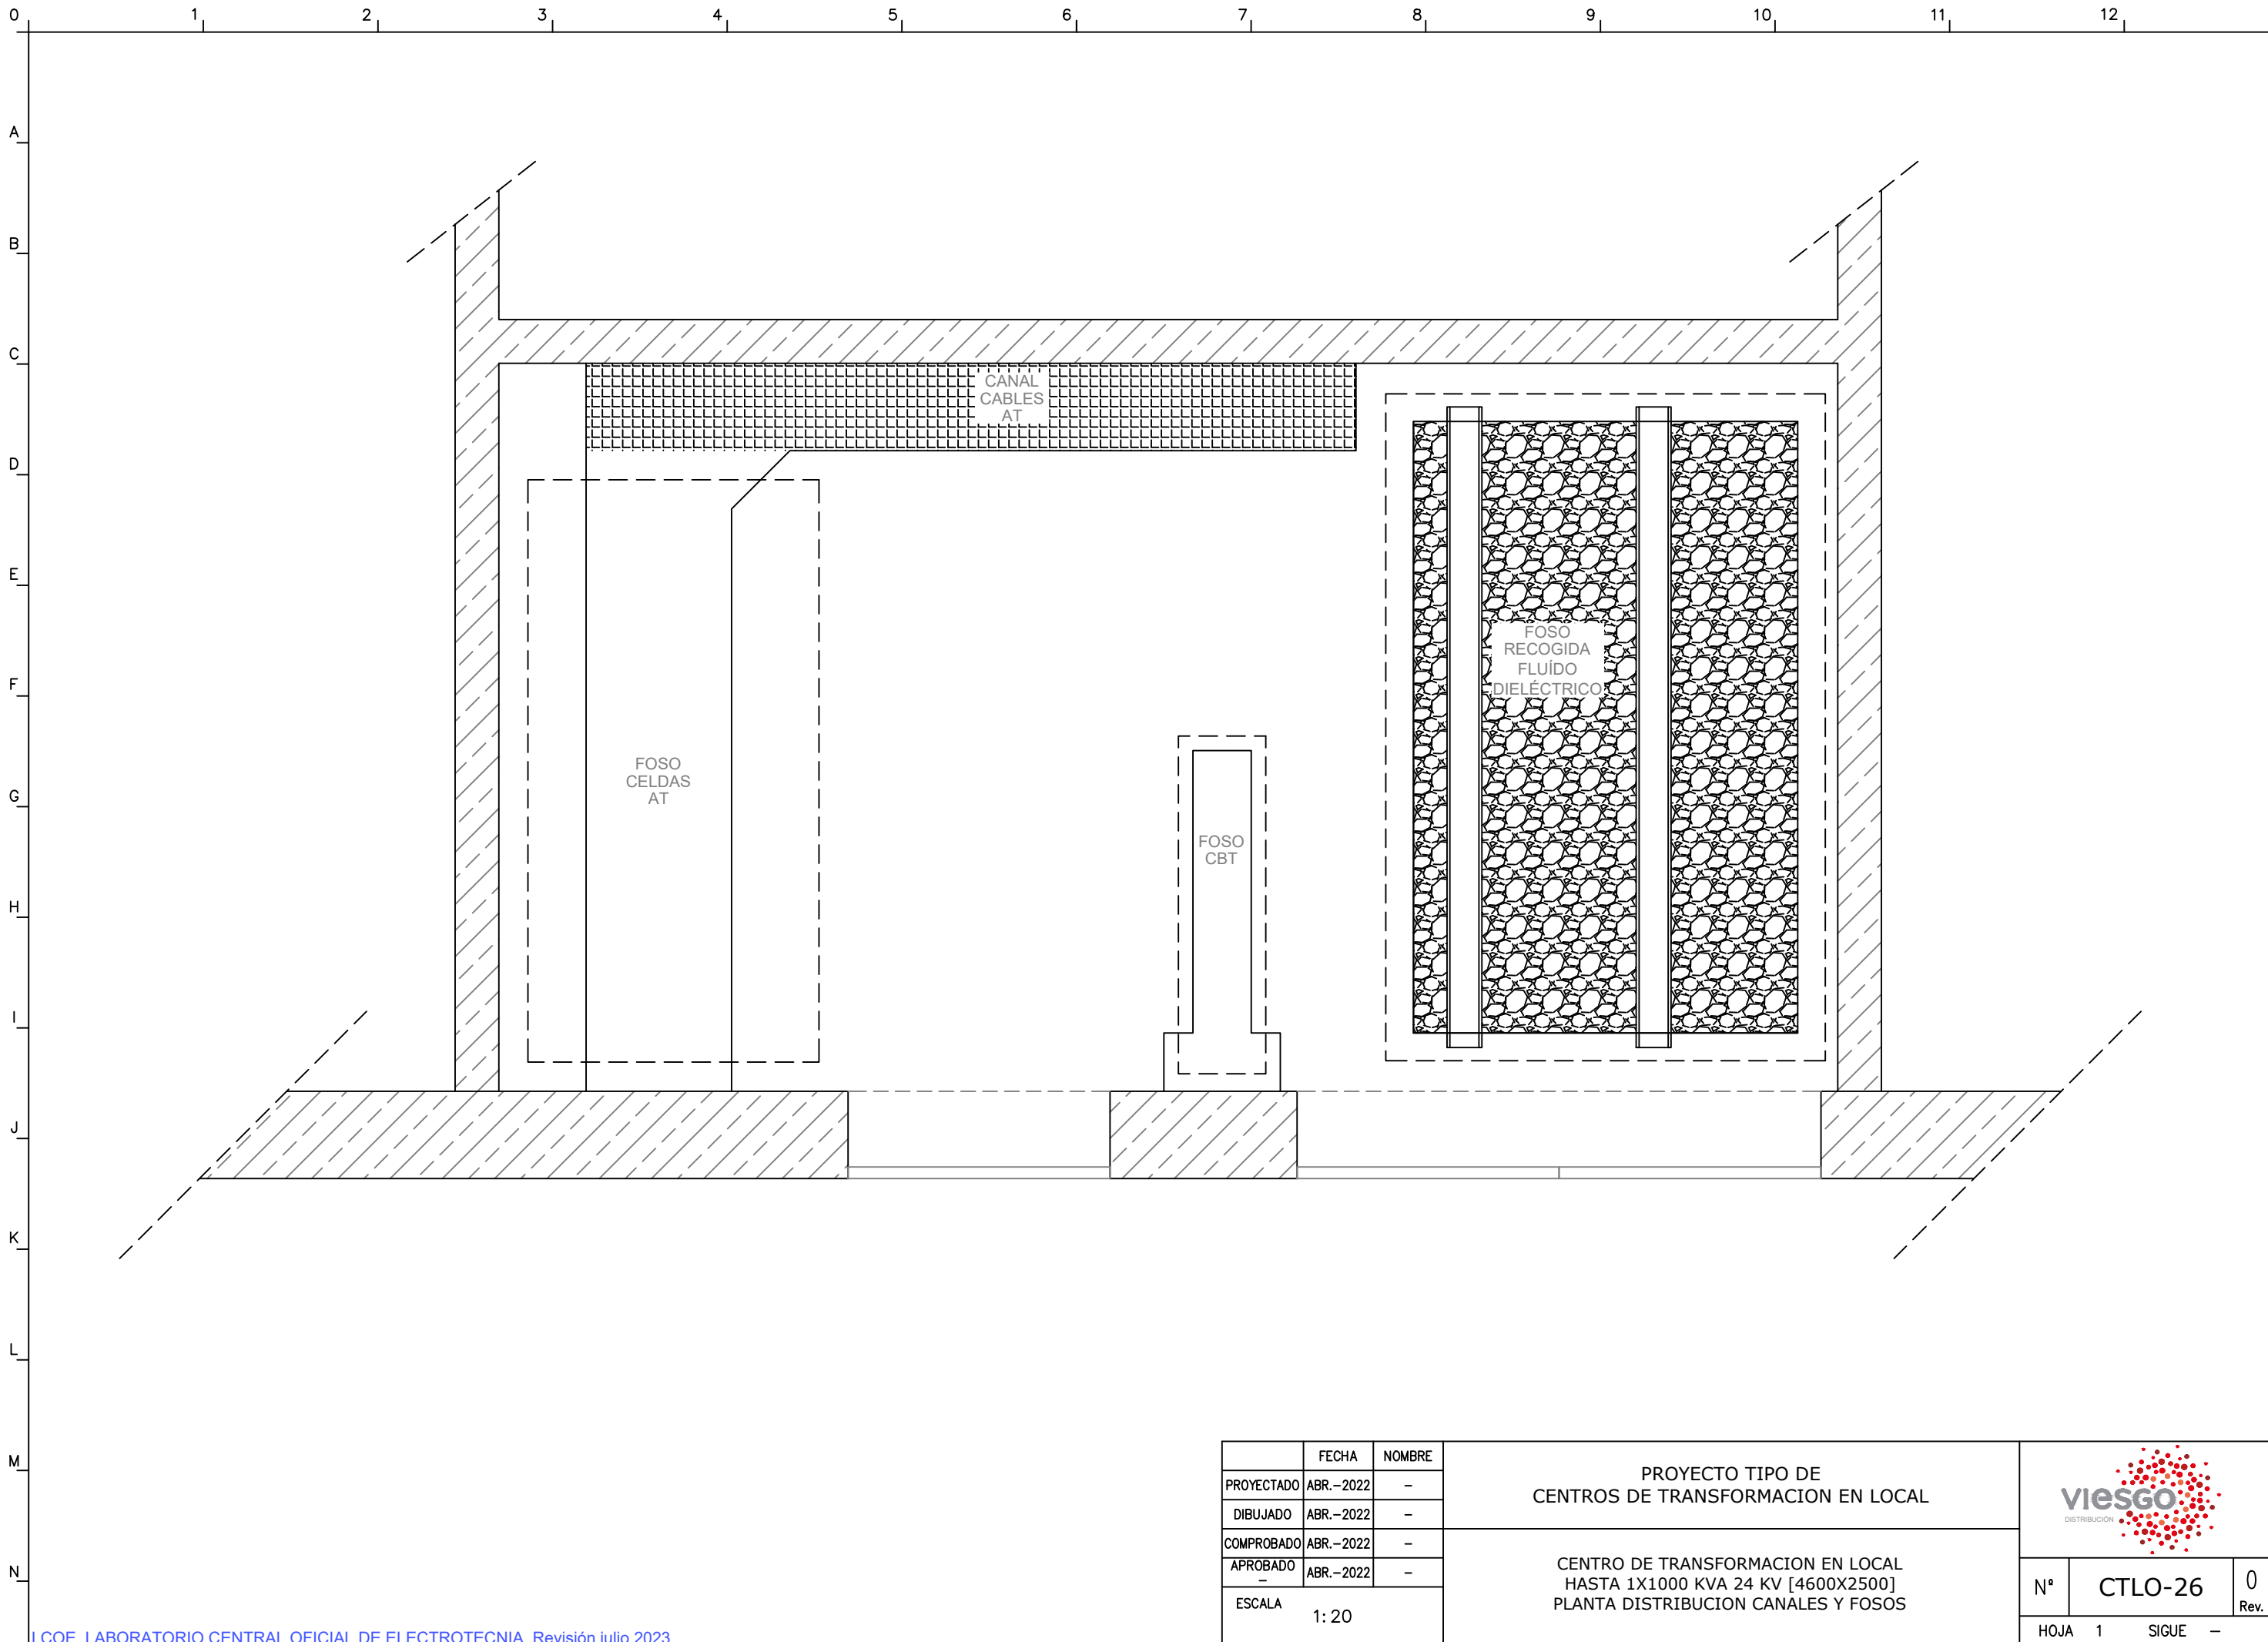 0 1 2 3 4 5 6 7 8 9 10 11 12
A
B
C
D
E
F
G
H
I
J
K
L
M
N
CANAL
CABLES
AT
FOSO
RECOGIDA
FLUÍDO
DIELÉCTRICO
FOSO
CELDAS
AT
FOSO
CBT
FECHA NOMBRE
PROYECTADO ABR.-2022 -
DIBUJADO ABR.-2022 -
COMPROBADO ABR.-2022 -
APROBADO - ABR.-2022 -
ESCALA
1:20
PROYECTO TIPO DE
CENTROS DE TRANSFORMACION EN LOCAL
CENTRO DE TRANSFORMACION EN LOCAL
HASTA 1X1000 KVA 24 KV [4600X2500]
PLANTA DISTRIBUCION CANALES Y FOSOS
VIESGO
DISTRIBUCIÓN
Nº CTLO-26 0
Rev.
HOJA 1 SIGUE -
LCOE. LABORATORIO CENTRAL OFICIAL DE ELECTROTECNIA. Revisión julio 2023